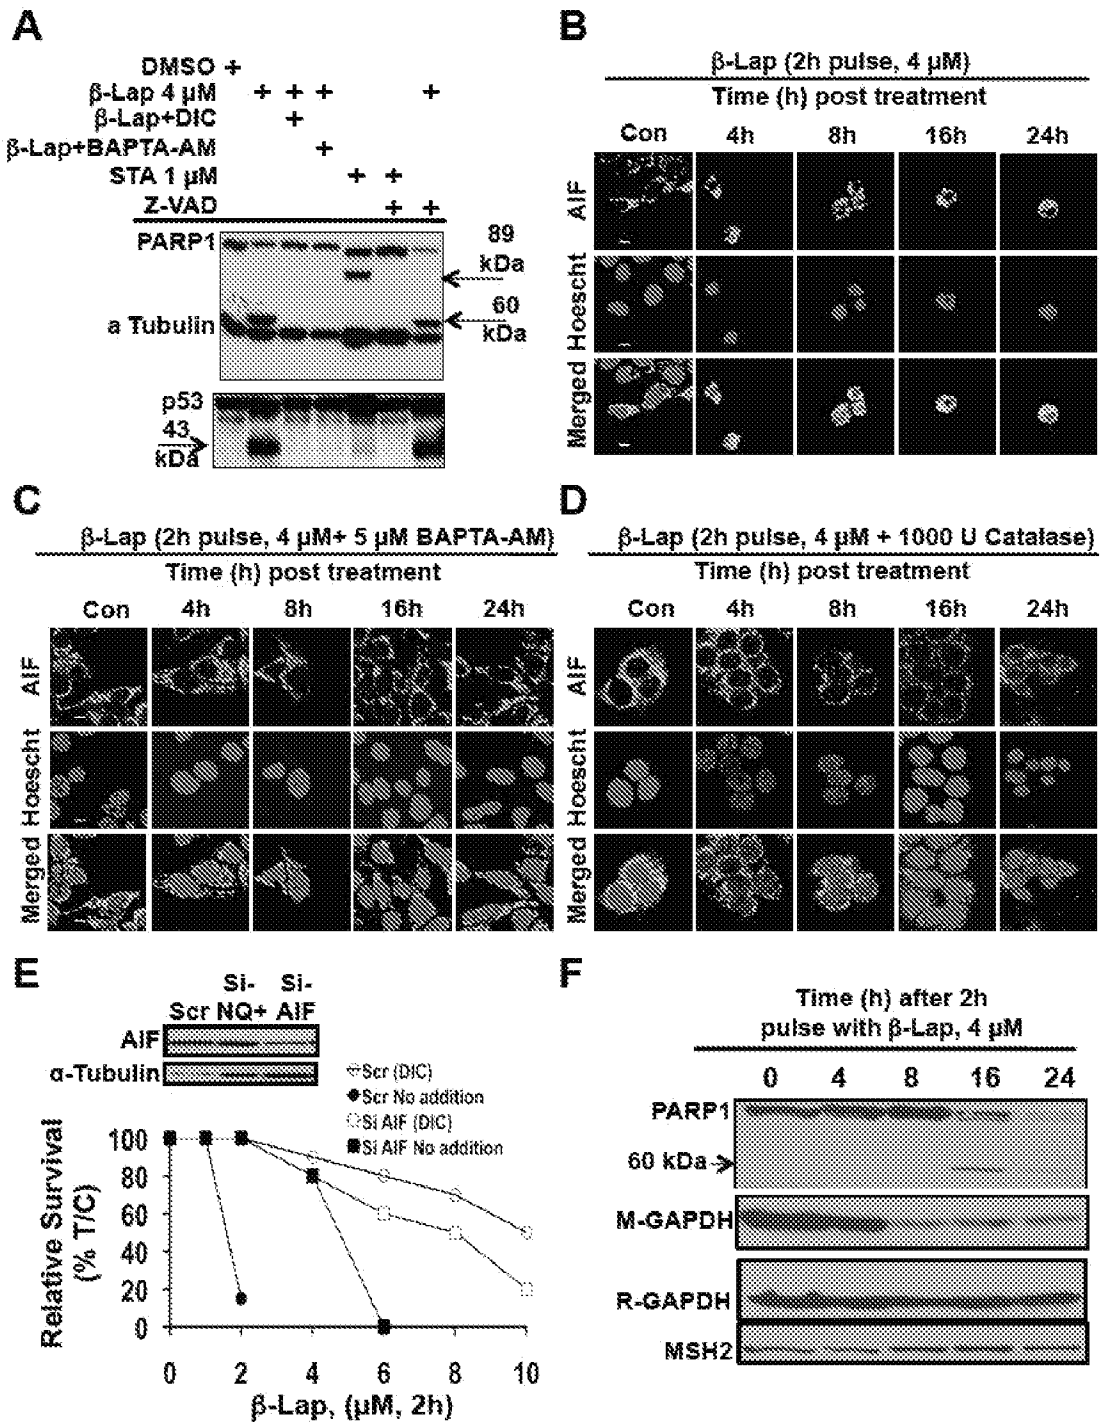 A
DMSO +
β-Lap 4 µM + + + +
β-Lap+DIC +
β-Lap+BAPTA-AM +
STA 1 µM + +
Z-VAD + +
PARP1
89
kDa
a Tubulin
60
kDa
p53
43
kDa
B
β-Lap (2h pulse, 4 µM)
Time (h) post treatment
Con 4h 8h 16h 24h
AIF
Hoescht
Merged
C
β-Lap (2h pulse, 4 µM+ 5 µM BAPTA-AM)
Time (h) post treatment
Con 4h 8h 16h 24h
AIF
Hoescht
Merged
D
β-Lap (2h pulse, 4 µM + 1000 U Catalase)
Time (h) post treatment
Con 4h 8h 16h 24h
AIF
Hoescht
Merged
E
Si- Si-
Scr NQ+ AIF
AIF
α-Tubulin
Scr (DIC)
Scr No addition
Si AIF (DIC)
Si AIF No addition
Relative Survival
(% T/C)
100
80
60
40
20
0
0 2 4 6 8 10
β-Lap, (µM, 2h)
F
Time (h) after 2h
pulse with β-Lap, 4 µM
0 4 8 16 24
PARP1
60 kDa
M-GAPDH
R-GAPDH
MSH2